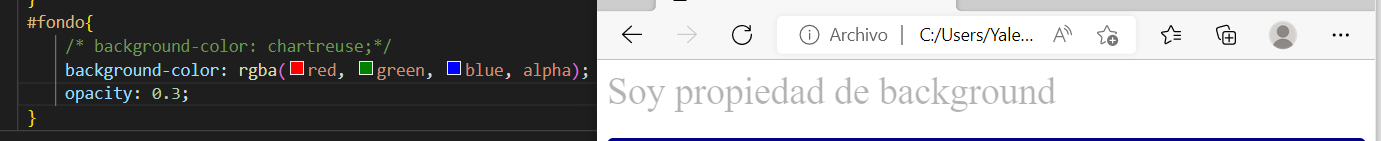 }
#fondo{
/* background-color: chartreuse;*/
background-color: rgba(red, green, blue, alpha);
opacity: 0.3;
}
Archivo | C:/Users/Yale... A
Soy propiedad de background